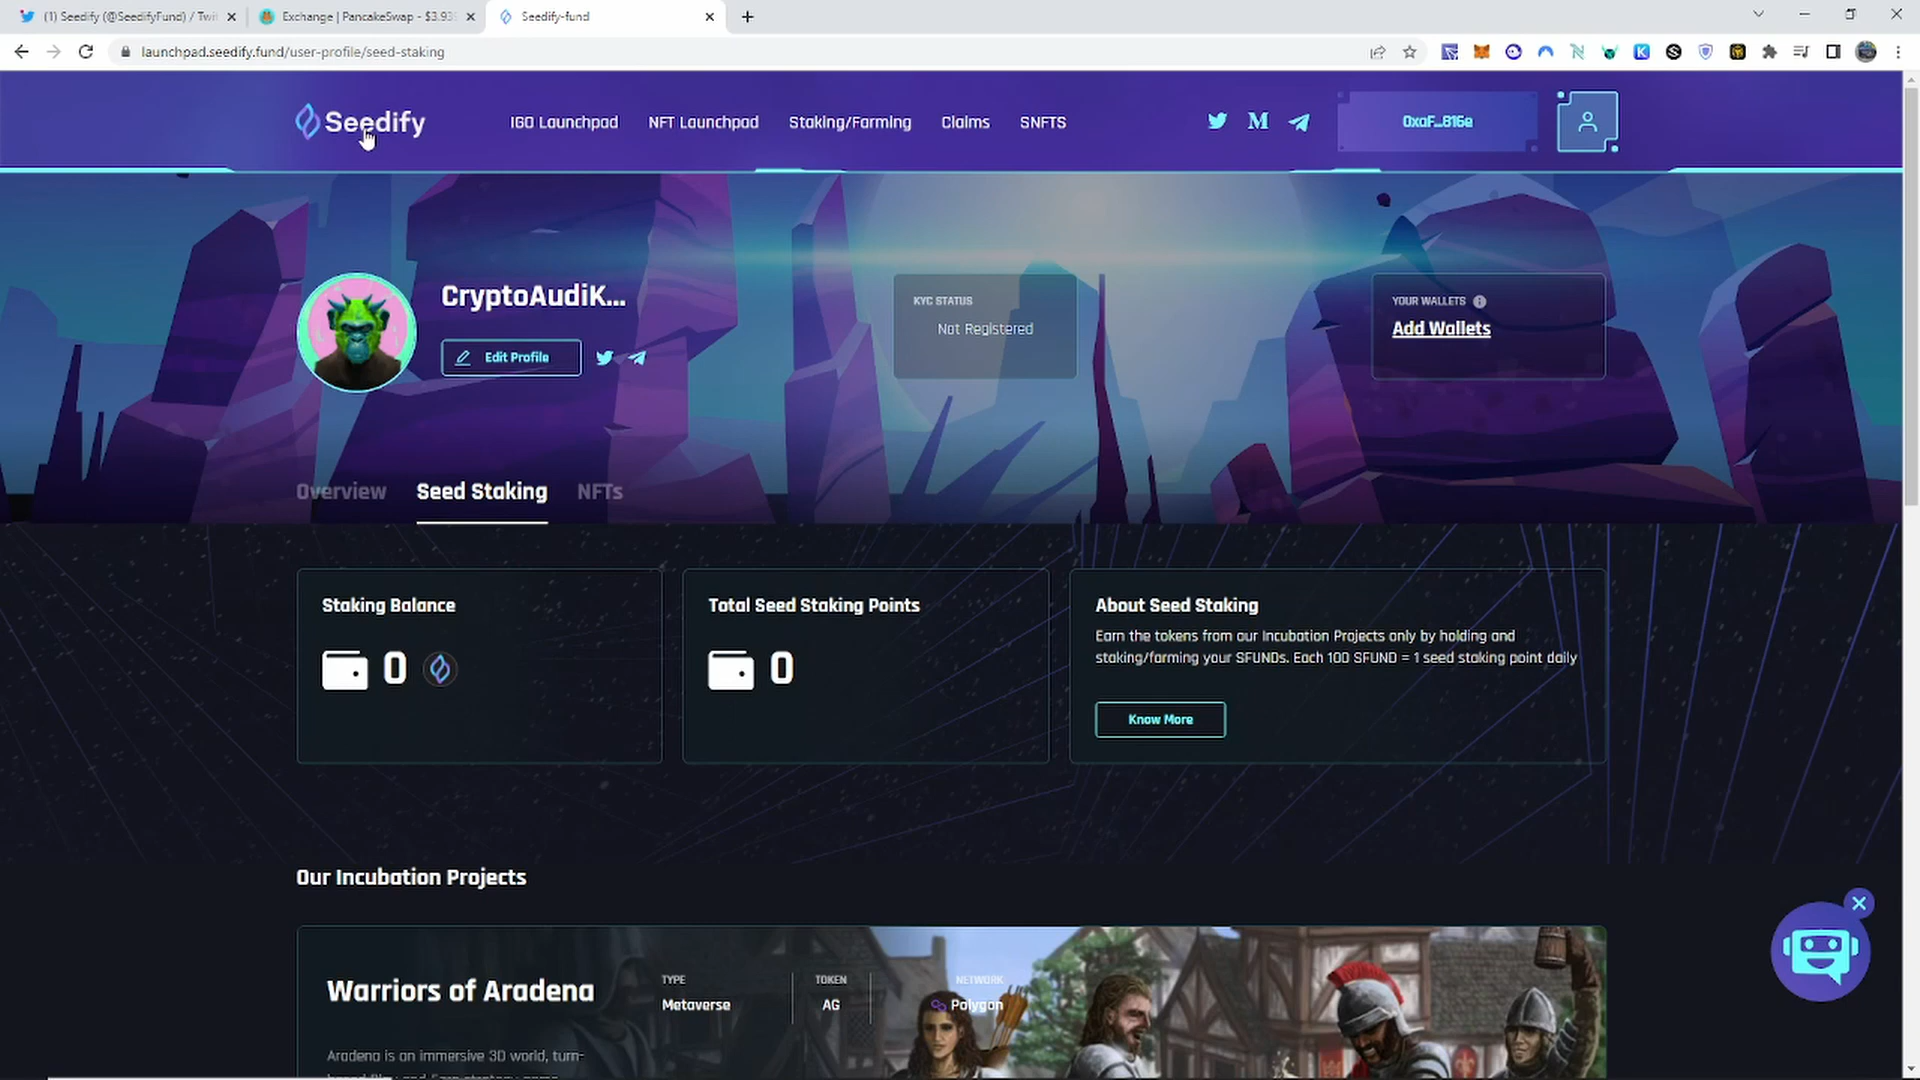 (1) Seedify (@SeedifyFund) / Twi
Exchange | PancakeSwap - $3.93
Seedify-fund
launchpad.seedify.fund/user-profile/seed-staking
Seedify
IGO Launchpad
NFT Launchpad
Staking/Farming
Claims
SNFTS
0xaF...816e
CryptoAudiK...
Edit Profile
KYC STATUS
Not Registered
YOUR WALLETS
Add Wallets
Overview
Seed Staking
NFTs
Staking Balance
0
Total Seed Staking Points
0
About Seed Staking
Earn the tokens from our Incubation Projects only by holding and
staking/farming your SFUNDs. Each 100 SFUND = 1 seed staking point daily
Know More
Our Incubation Projects
Warriors of Aradena
TYPE
Metaverse
TOKEN
AG
NETWORK
Polygon
Aradena is an immersive 3D world, turn-